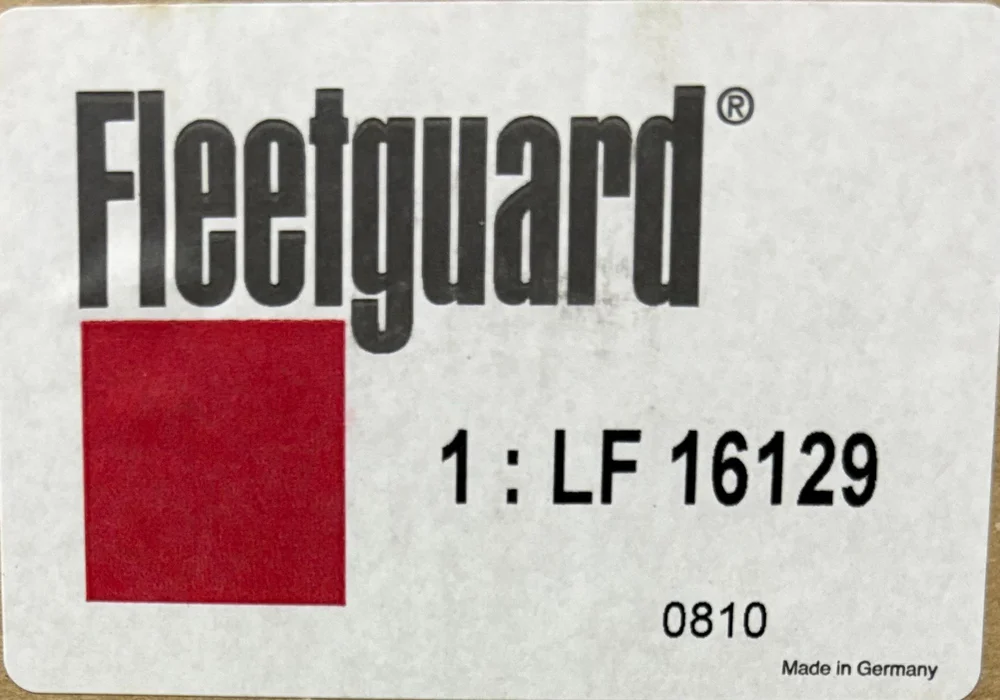 Fleetguard®
1 : LF 16129
0810
Made in Germany